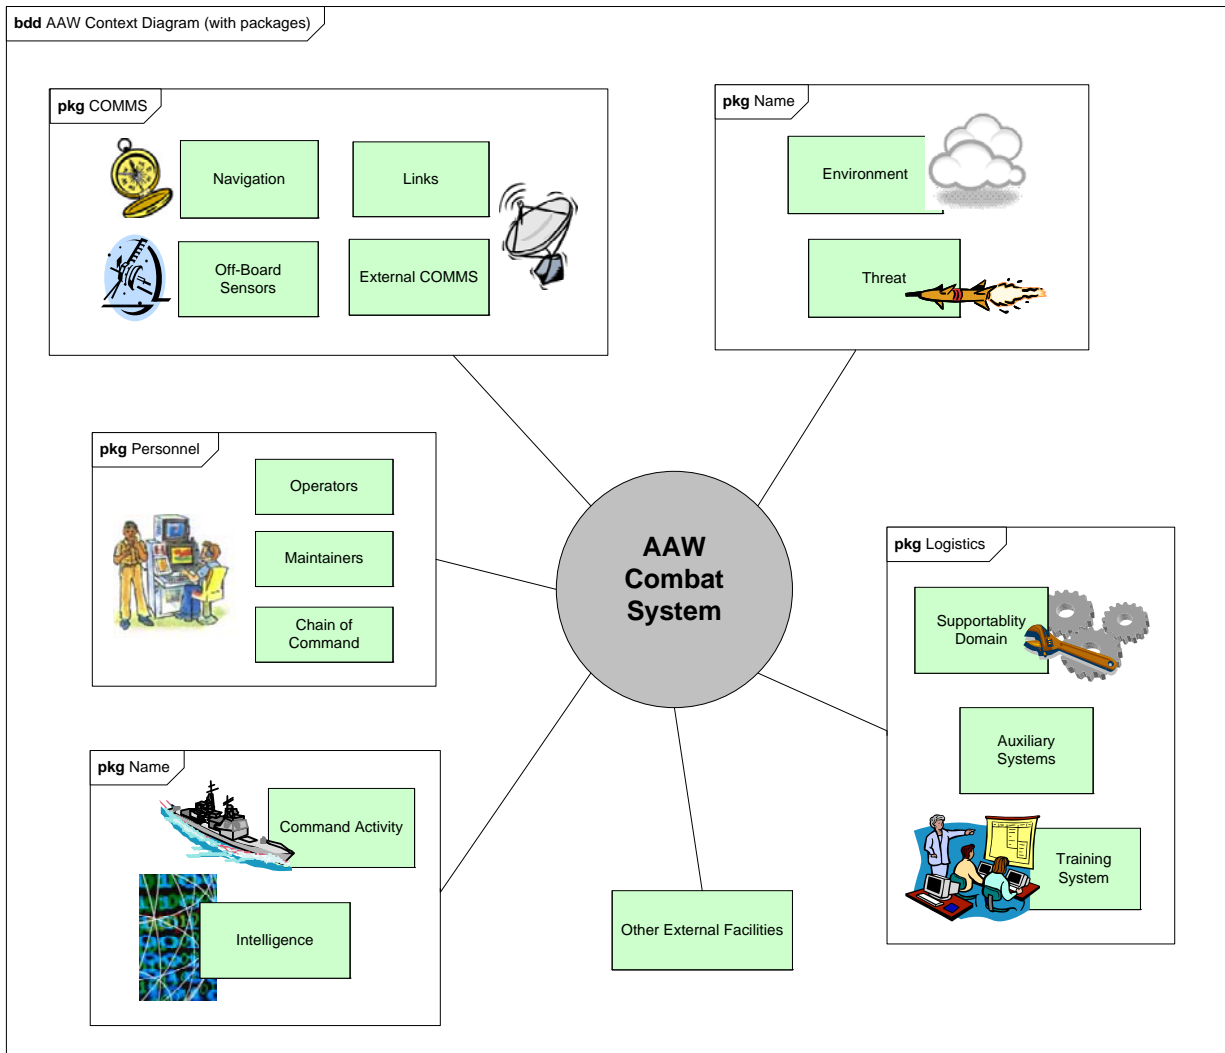 bdd AAW Context Diagram (with packages)
pkg COMMS
Navigation
Links
Off-Board
Sensors
External COMMS
pkg Name
Environment
Threat
pkg Personnel
Operators
Maintainers
Chain of
Command
AAW
Combat
System
pkg Logistics
Supportablity
Domain
Auxiliary
Systems
Training
System
pkg Name
Command Activity
Intelligence
Other External Facilities